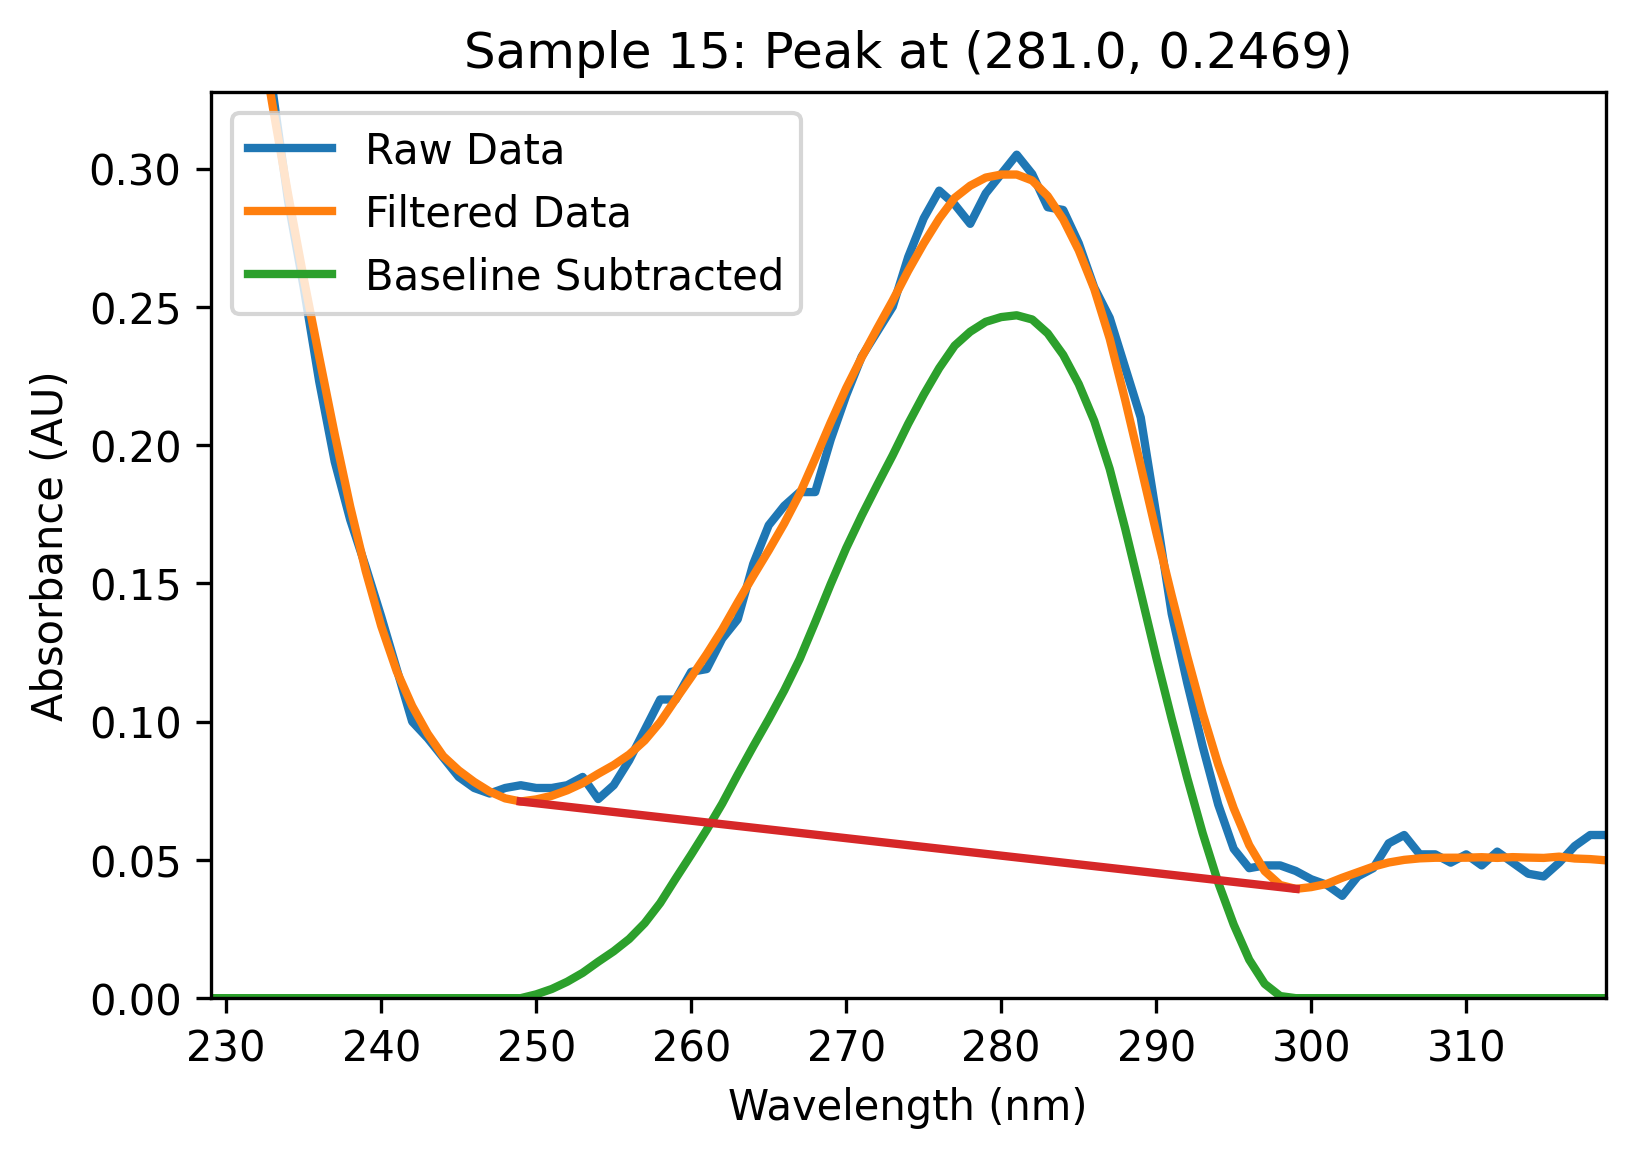 Sample 15: Peak at (281.0, 0.2469)
Raw Data
Filtered Data
Baseline Subtracted
Absorbance (AU)
0.30
0.25
0.20
0.15
0.10
0.05
0.00
230 240 250 260 270 280 290 300 310
Wavelength (nm)